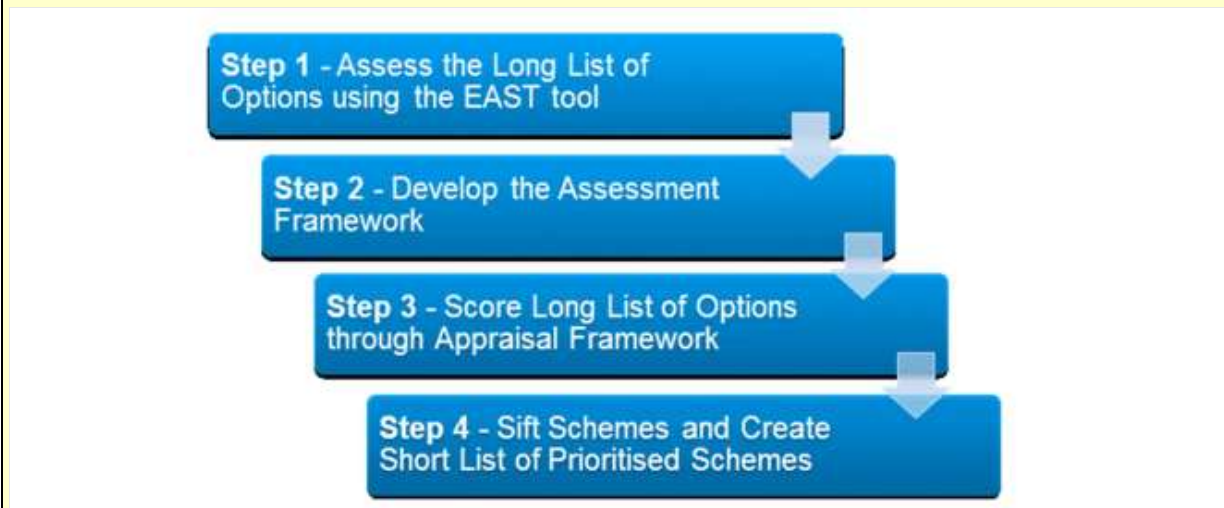 Step 1 - Assess the Long List of
Options using the EAST tool
Step 2 - Develop the Assessment
Framework
Step 3 - Score Long List of Options
through Appraisal Framework
Step 4 - Sift Schemes and Create
Short List of Prioritised Schemes